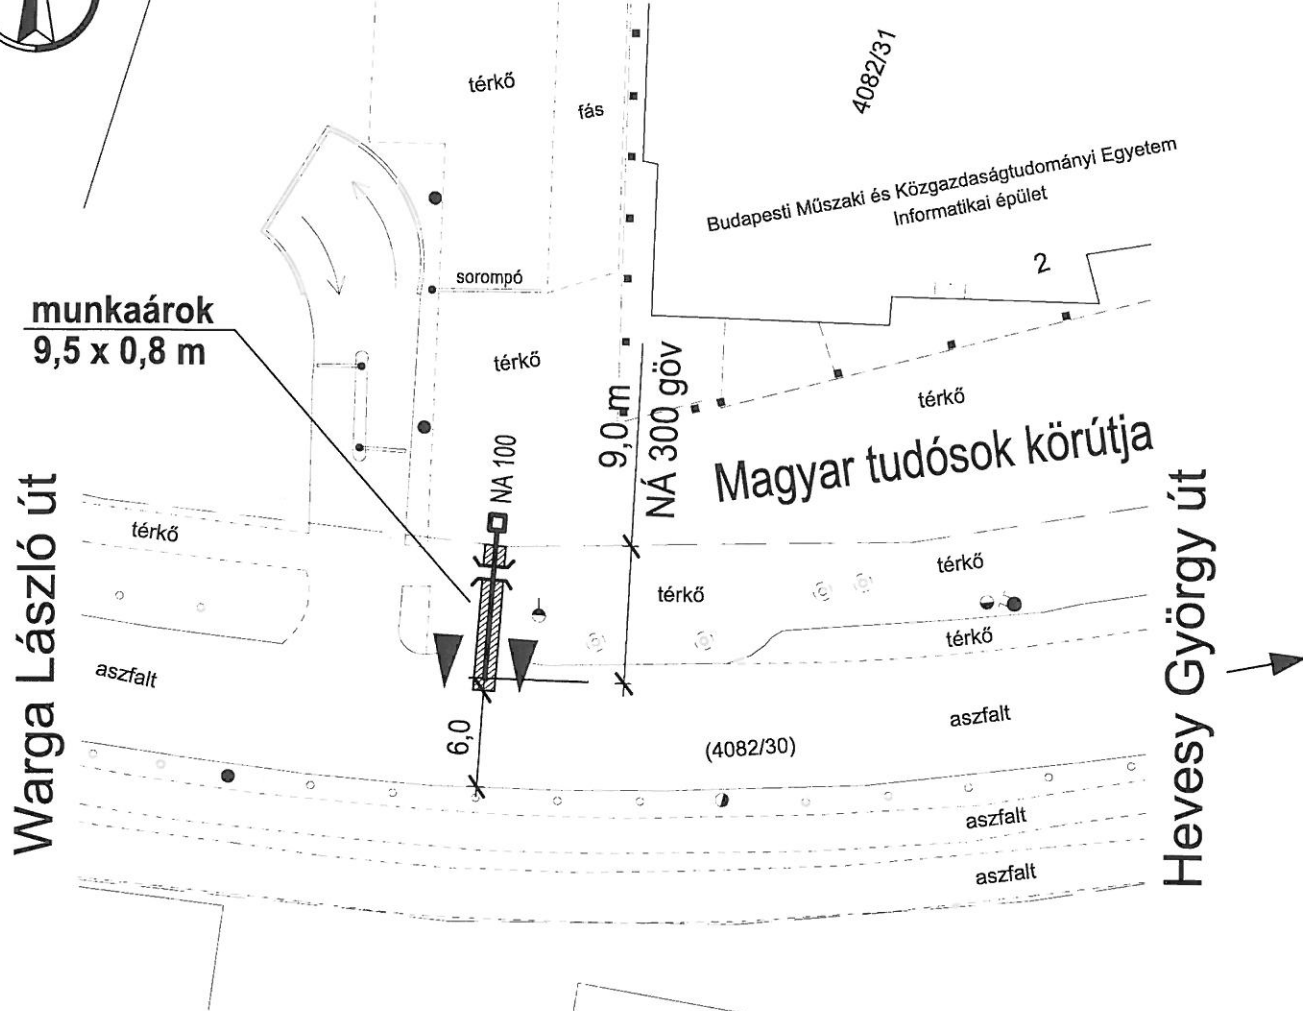 térkő
fás
4082/31
Budapesti Műszaki és Közgazdaságtudományi Egyetem
Informatikai épület
2
sorompó
munkaárok
9,5 x 0,8 m
térkő
9,0 m
NÁ 300 göv
térkő
Magyar tudósok körútja
NA 100
Warga László út
térkő
térkő
térkő
Hevesy György út
térkő
aszfalt
aszfalt
6,0
(4082/30)
aszfalt
aszfalt